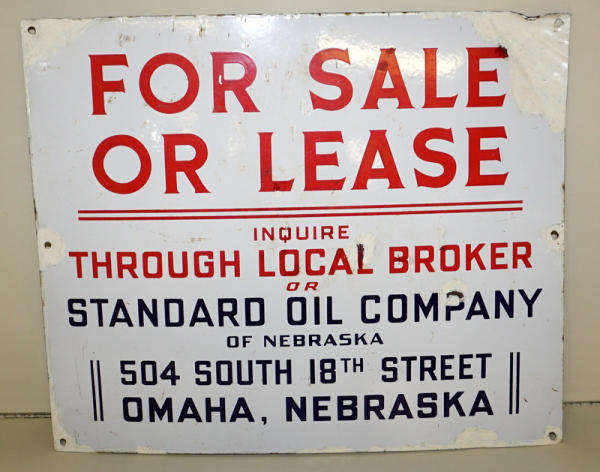 FOR SALE
OR LEASE
INQUIRE
THROUGH LOCAL BROKER
OR
STANDARD OIL COMPANY
OF NEBRASKA
504 SOUTH 18TH STREET
OMAHA, NEBRASKA